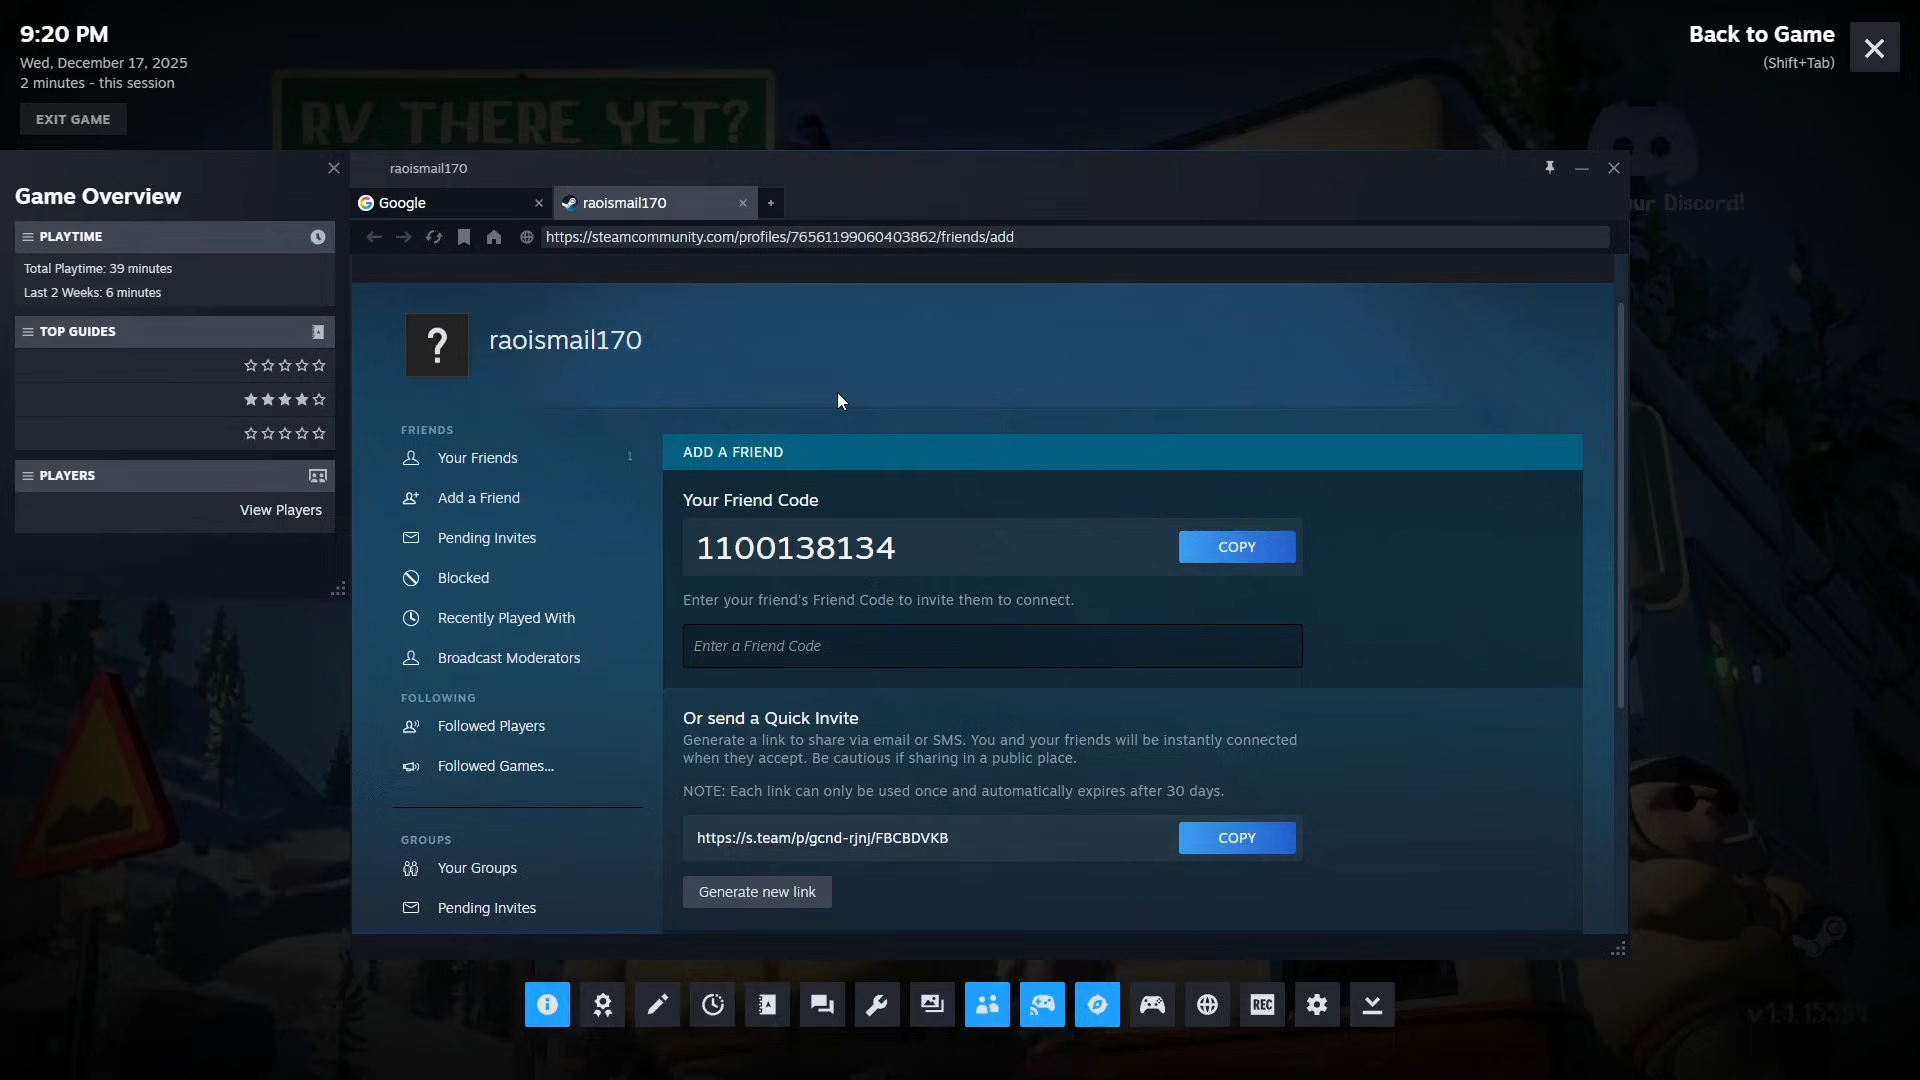 9:20 PM
Wed, December 17, 2025
2 minutes - this session
EXIT GAME
Back to Game
(Shift+Tab)
RV THERE YET?
raoismail170
Google
raoismail170
https://steamcommunity.com/profiles/76561199060403862/friends/add
Game Overview
PLAYTIME
Total Playtime: 39 minutes
Last 2 Weeks: 6 minutes
TOP GUIDES
PLAYERS
View Players
Discord!
raoismail170
FRIENDS
Your Friends 1
Add a Friend
Pending Invites
Blocked
Recently Played With
Broadcast Moderators
FOLLOWING
Followed Players
Followed Games...
GROUPS
Your Groups
Pending Invites
ADD A FRIEND
Your Friend Code
1100138134
COPY
Enter your friend's Friend Code to invite them to connect.
Enter a Friend Code
Or send a Quick Invite
Generate a link to share via email or SMS. You and your friends will be instantly connected
when they accept. Be cautious if sharing in a public place.
NOTE: Each link can only be used once and automatically expires after 30 days.
https://s.team/p/gcnd-rjnj/FBCBDVKB
COPY
Generate new link
REC